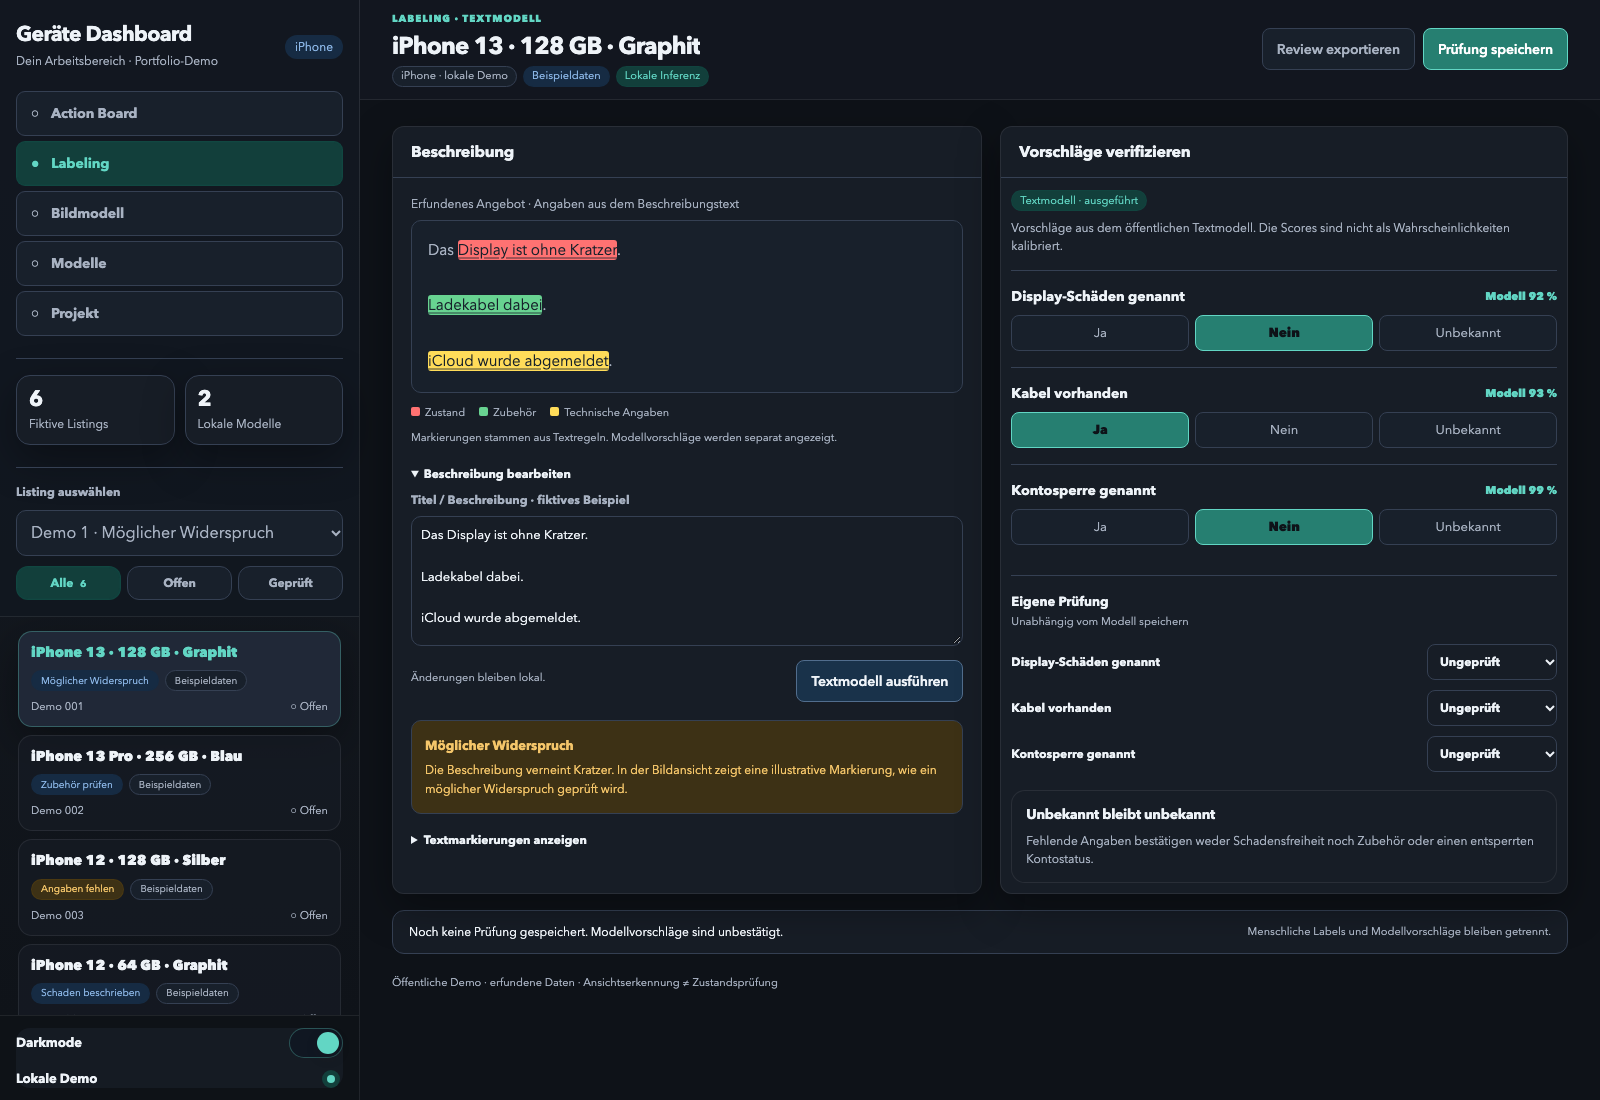 Geräte Dashboard
Dein Arbeitsbereich · Portfolio-Demo
iPhone
Action Board
Labeling
Bildmodell
Modelle
Projekt
6
Fiktive Listings
2
Lokale Modelle
Listing auswählen
Demo 1 · Möglicher Widerspruch
Alle 6
Offen
Geprüft
iPhone 13 · 128 GB · Graphit
Möglicher Widerspruch
Beispieldaten
Demo 001
Offen
iPhone 13 Pro · 256 GB · Blau
Zubehör prüfen
Beispieldaten
Demo 002
Offen
iPhone 12 · 128 GB · Silber
Angaben fehlen
Beispieldaten
Demo 003
Offen
iPhone 12 · 64 GB · Graphit
Schaden beschrieben
Beispieldaten
Darkmode
Lokale Demo
LABELING · TEXTMODELL
iPhone 13 · 128 GB · Graphit
iPhone · lokale Demo
Beispieldaten
Lokale Inferenz
Review exportieren
Prüfung speichern
Beschreibung
Erfundenes Angebot · Angaben aus dem Beschreibungstext
Das Display ist ohne Kratzer.
Ladekabel dabei.
iCloud wurde abgemeldet.
Zustand
Zubehör
Technische Angaben
Markierungen stammen aus Textregeln. Modellvorschläge werden separat angezeigt.
Beschreibung bearbeiten
Titel / Beschreibung · fiktives Beispiel
Das Display ist ohne Kratzer.
Ladekabel dabei.
iCloud wurde abgemeldet.
Änderungen bleiben lokal.
Textmodell ausführen
Möglicher Widerspruch
Die Beschreibung verneint Kratzer. In der Bildansicht zeigt eine illustrative Markierung, wie ein
möglicher Widerspruch geprüft wird.
Textmarkierungen anzeigen
Vorschläge verifizieren
Textmodell · ausgeführt
Vorschläge aus dem öffentlichen Textmodell. Die Scores sind nicht als Wahrscheinlichkeiten
kalibriert.
Display-Schäden genannt
Modell 92 %
Ja
Nein
Unbekannt
Kabel vorhanden
Modell 93 %
Ja
Nein
Unbekannt
Kontosperre genannt
Modell 99 %
Ja
Nein
Unbekannt
Eigene Prüfung
Unabhängig vom Modell speichern
Display-Schäden genannt
Ungeprüft
Kabel vorhanden
Ungeprüft
Kontosperre genannt
Ungeprüft
Unbekannt bleibt unbekannt
Fehlende Angaben bestätigen weder Schadensfreiheit noch Zubehör oder einen entsperrten
Kontostatus.
Noch keine Prüfung gespeichert. Modellvorschläge sind unbestätigt.
Menschliche Labels und Modellvorschläge bleiben getrennt.
Öffentliche Demo · erfundene Daten · Ansichtserkennung ≠ Zustandsprüfung